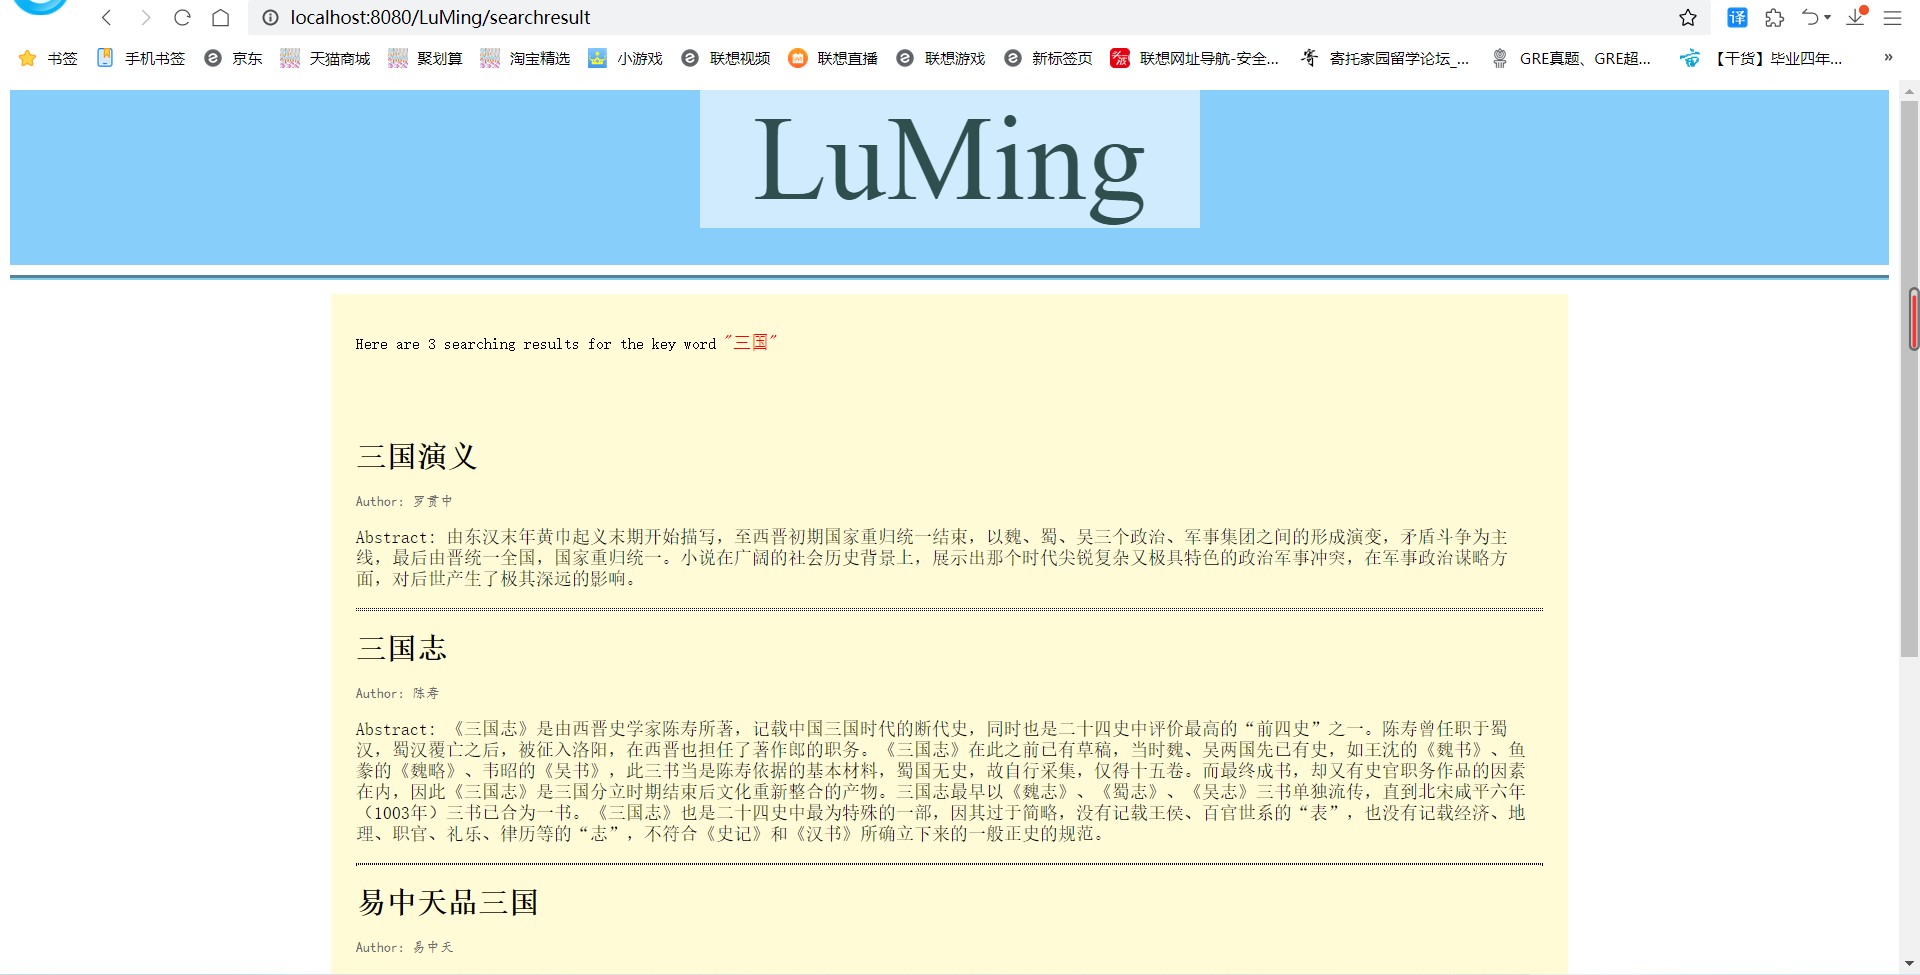 localhost:8080/LuMing/searchresult
译
书签 手机书签 京东 天猫商城 聚划算 淘宝精选 小游戏 联想视频 联想直播 联想游戏 新标签页 联想网址导航-安全... 寄托家园留学论坛_... GRE真题、GRE超... 【干货】毕业四年... »
LuMing
Here are 3 searching results for the key word "三国"
三国演义
Author: 罗贯中
Abstract: 由东汉末年黄巾起义末期开始描写，至西晋初期国家重归统一结束，以魏、蜀、吴三个政治、军事集团之间的形成演变，矛盾斗争为主
线，最后由晋统一全国，国家重归统一。小说在广阔的社会历史背景上，展示出那个时代尖锐复杂又极具特色的政治军事冲突，在军事政治谋略方
面，对后世产生了极其深远的影响。
三国志
Author: 陈寿
Abstract: 《三国志》是由西晋史学家陈寿所著，记载中国三国时代的断代史，同时也是二十四史中评价最高的“前四史”之一。陈寿曾任职于蜀
汉，蜀汉覆亡之后，被征入洛阳，在西晋也担任了著作郎的职务。《三国志》在此之前已有草稿，当时魏、吴两国先已有史，如王沈的《魏书》、鱼
豢的《魏略》、韦昭的《吴书》，此三书当是陈寿依据的基本材料，蜀国无史，故自行采集，仅得十五卷。而最终成书，却又有史官职务作品的因素
在内，因此《三国志》是三国分立时期结束后文化重新整合的产物。三国志最早以《魏志》、《蜀志》、《吴志》三书单独流传，直到北宋咸平六年
（1003年）三书已合为一书。《三国志》也是二十四史中最为特殊的一部，因其过于简略，没有记载王侯、百官世系的“表”，也没有记载经济、地
理、职官、礼乐、律历等的“志”，不符合《史记》和《汉书》所确立下来的一般正史的规范。
易中天品三国
Author: 易中天